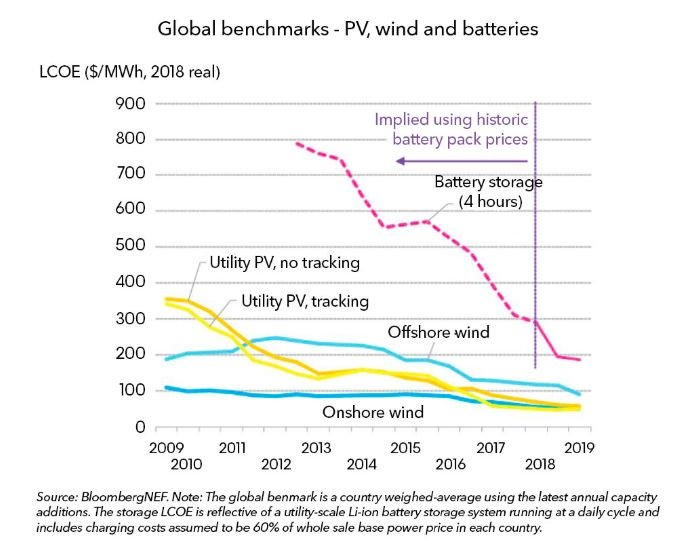 Global benchmarks - PV, wind and batteries
LCOE ($/MWh, 2018 real)
900
800
700
600
500
400
300
200
100
0
Implied using historic
battery pack prices
Battery storage
(4 hours)
Utility PV, no tracking
Utility PV, tracking
Offshore wind
Onshore wind
2009
2010
2011
2012
2013
2014
2015
2016
2017
2018
2019
Source: BloombergNEF. Note: The global benmark is a country weighed-average using the latest annual capacity
additions. The storage LCOE is reflective of a utility-scale Li-ion battery storage system running at a daily cycle and
includes charging costs assumed to be 60% of whole sale base power price in each country.